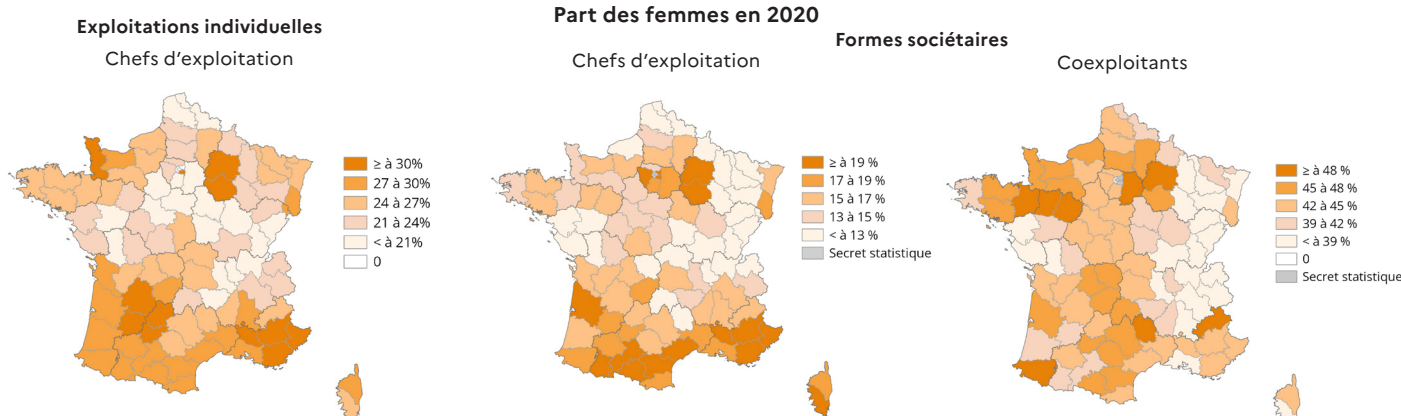 Part des femmes en 2020
Exploitations individuelles
Chefs d'exploitation
≥ à 30%
27 à 30%
24 à 27%
21 à 24%
< à 21%
0
Formes sociétaires
Chefs d'exploitation
≥ à 19 %
17 à 19 %
15 à 17 %
13 à 15 %
< à 13 %
Secret statistique
Coexploitants
≥ à 48 %
45 à 48 %
42 à 45 %
39 à 42 %
< à 39 %
0
Secret statistique